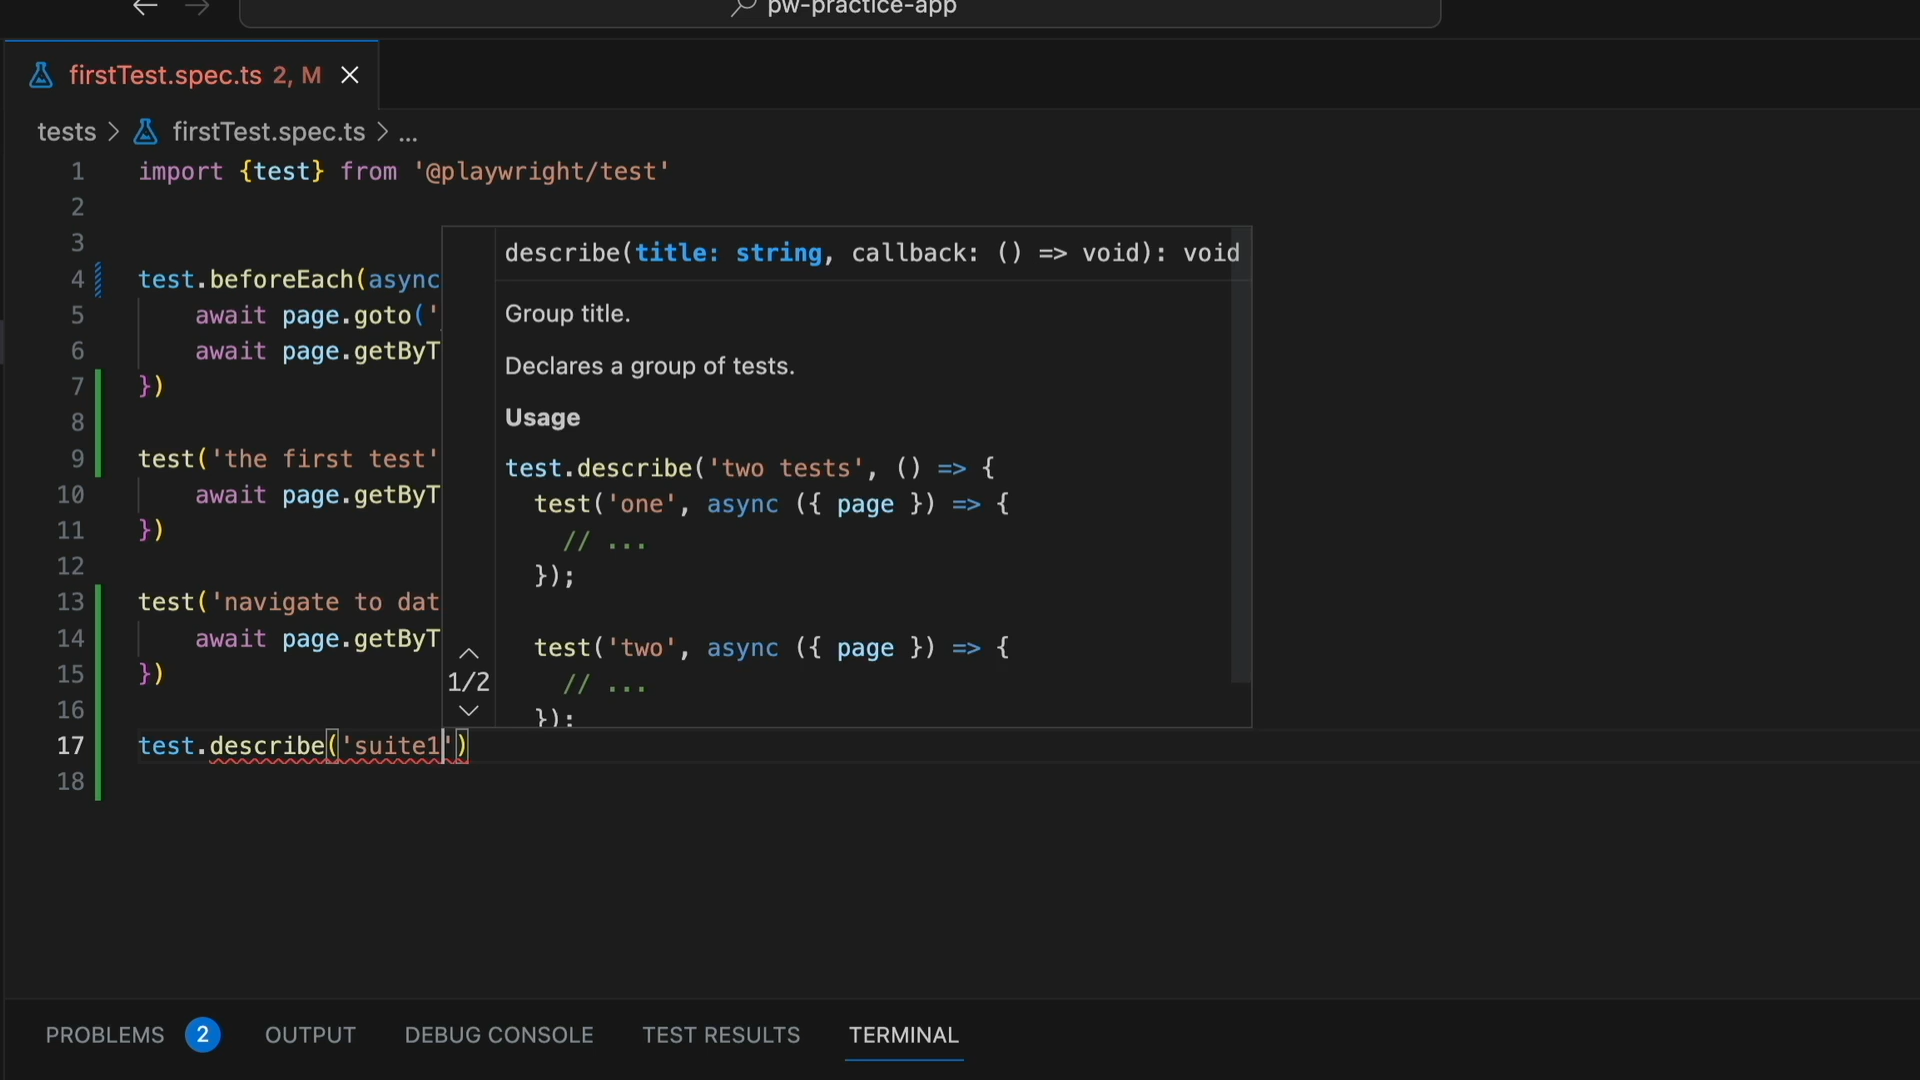 pw-practice-app
firstTest.spec.ts 2, M
tests > firstTest.spec.ts > ...
1 import {test} from '@playwright/test'
2
3
4 test.beforeEach(async
5 await page.goto('
6 await page.getByT
7 })
8
9 test('the first test'
10 await page.getByT
11 })
12
13 test('navigate to dat
14 await page.getByT
15 })
16
17 test.describe('suite1')
18
describe(title: string, callback: () => void): void
Group title.
Declares a group of tests.
Usage
test.describe('two tests', () => {
test('one', async ({ page }) => {
// ...
});
test('two', async ({ page }) => {
// ...
});
1/2
PROBLEMS 2 OUTPUT DEBUG CONSOLE TEST RESULTS TERMINAL